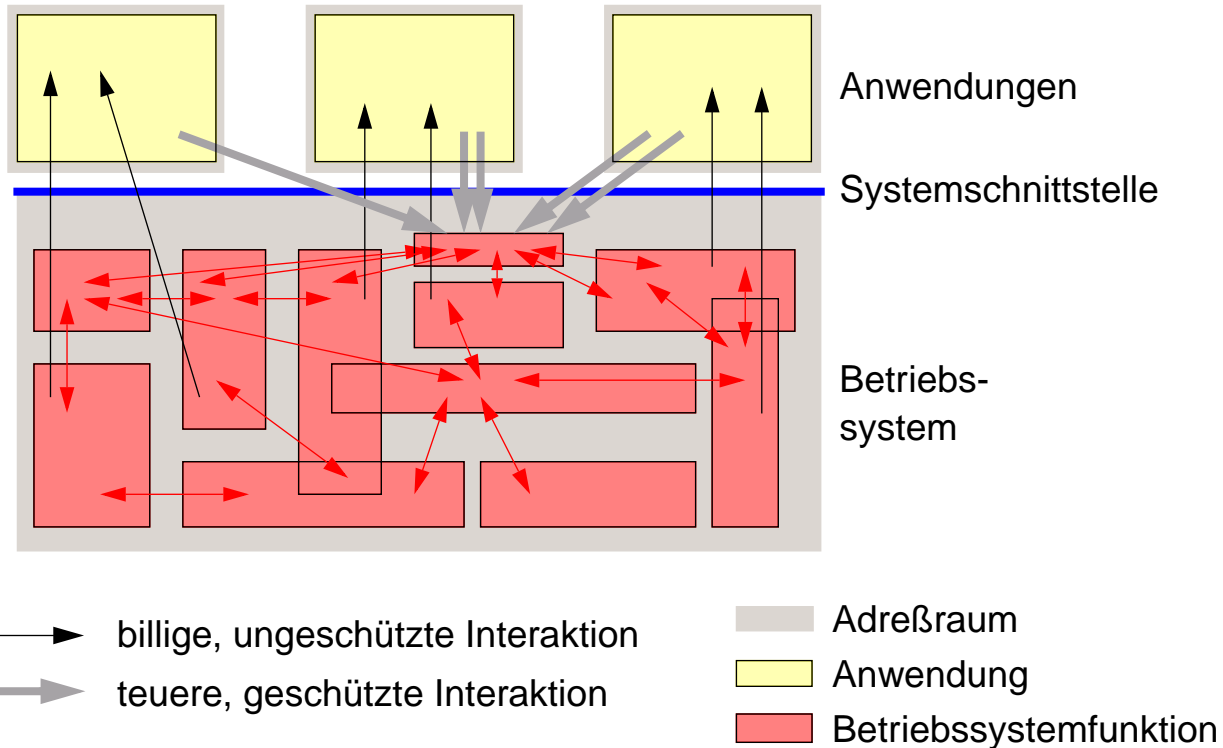 Anwendungen
Systemschnittstelle
Betriebs-
system
billige, ungeschützte Interaktion
teuere, geschützte Interaktion
Adreßraum
Anwendung
Betriebssystemfunktion